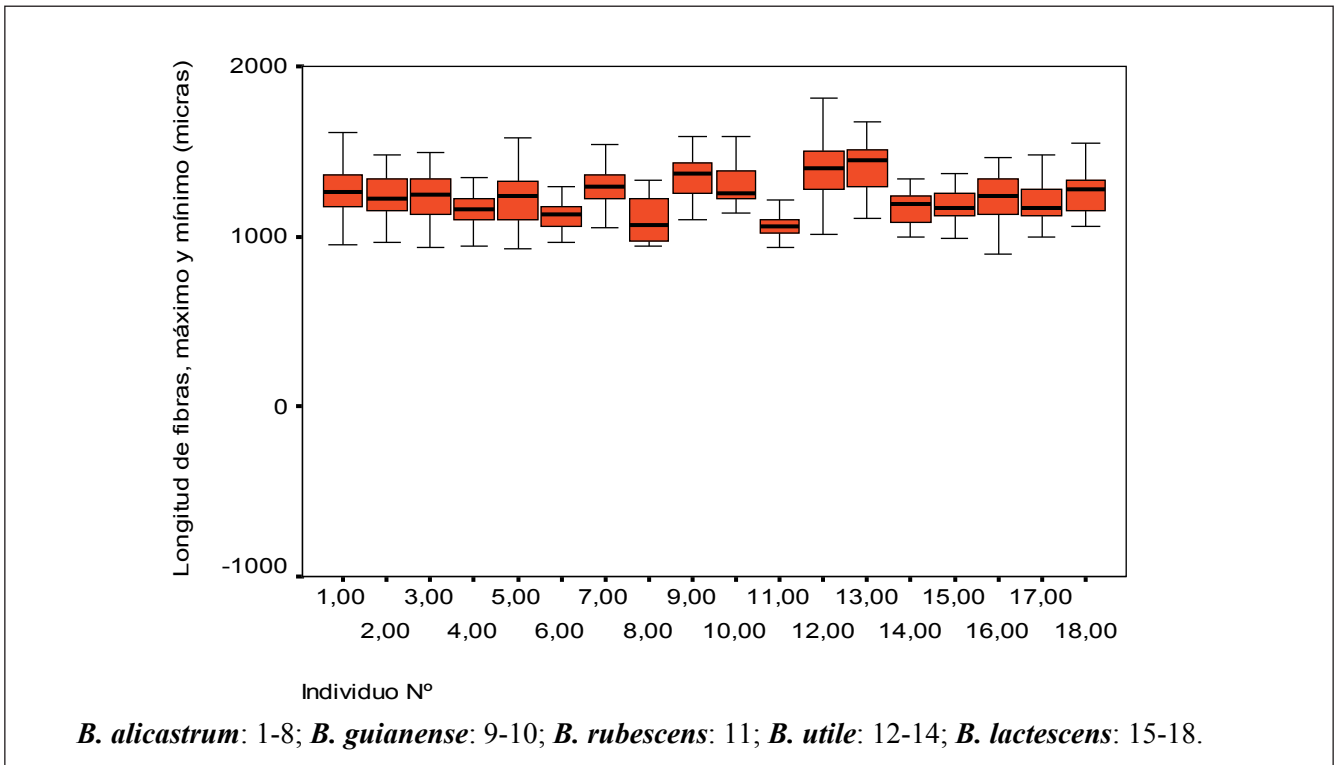 Longitud de fibras, máximo y mínimo (micras)
2000
1000
0
-1000
1,00 3,00 5,00 7,00 9,00 11,00 13,00 15,00 17,00
2,00 4,00 6,00 8,00 10,00 12,00 14,00 16,00 18,00
Individuo Nº
B. alicastrum: 1-8; B. guianense: 9-10; B. rubescens: 11; B. utile: 12-14; B. lactescens: 15-18.